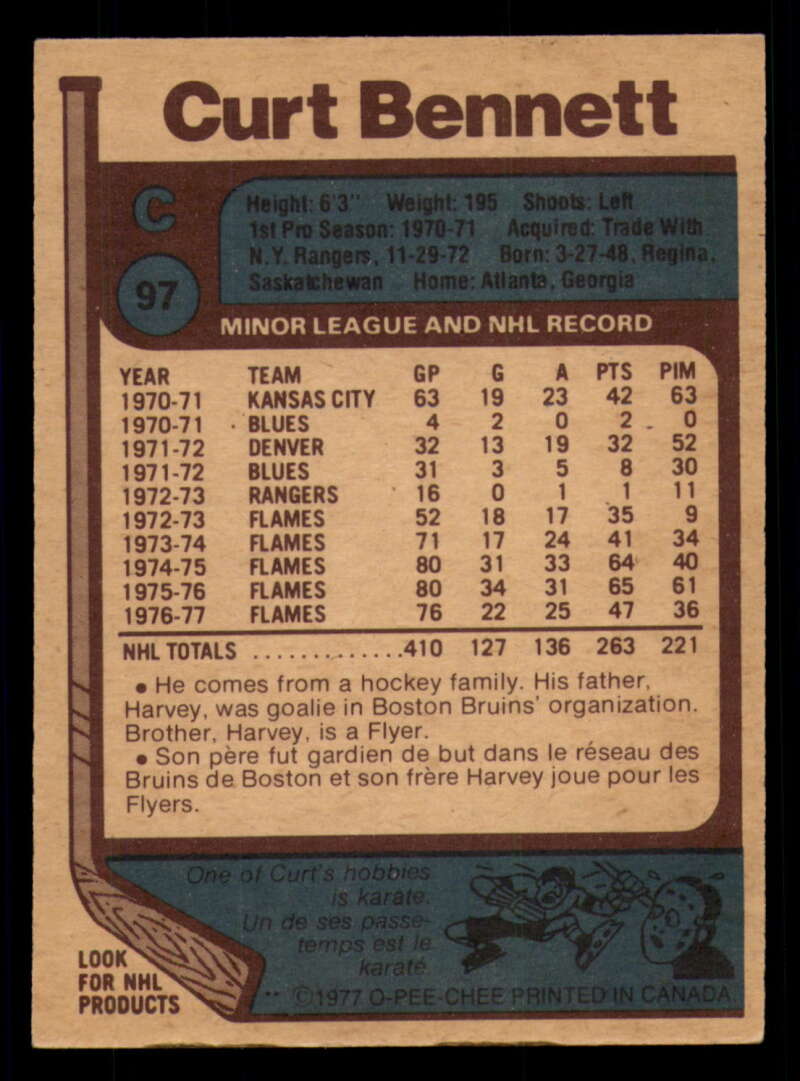 Curt Bennett
C
Height: 6'3" Weight: 195 Shoots: Left
1st Pro Season: 1970-71 Acquired: Trade With
N.Y. Rangers, 11-29-72 Born: 3-27-48, Regina,
Saskatchewan Home: Atlanta, Georgia
97
MINOR LEAGUE AND NHL RECORD
YEAR TEAM GP G A PTS PIM
1970-71 KANSAS CITY 63 19 23 42 63
1970-71 BLUES 4 2 0 2 0
1971-72 DENVER 32 13 19 32 52
1971-72 BLUES 31 3 5 8 30
1972-73 RANGERS 16 0 1 1 11
1972-73 FLAMES 52 18 17 35 9
1973-74 FLAMES 71 17 24 41 34
1974-75 FLAMES 80 31 33 64 40
1975-76 FLAMES 80 34 31 65 61
1976-77 FLAMES 76 22 25 47 36
NHL TOTALS ..............410 127 136 263 221
• He comes from a hockey family. His father,
Harvey, was goalie in Boston Bruins' organization.
Brother, Harvey, is a Flyer.
• Son père fut gardien de but dans le réseau des
Bruins de Boston et son frère Harvey joue pour les
Flyers.
One of Curt's hobbies
is karate.
Un de ses passe-
temps est le
karaté.
LOOK
FOR NHL
PRODUCTS
** ©1977 O-PEE-CHEE PRINTED IN CANADA